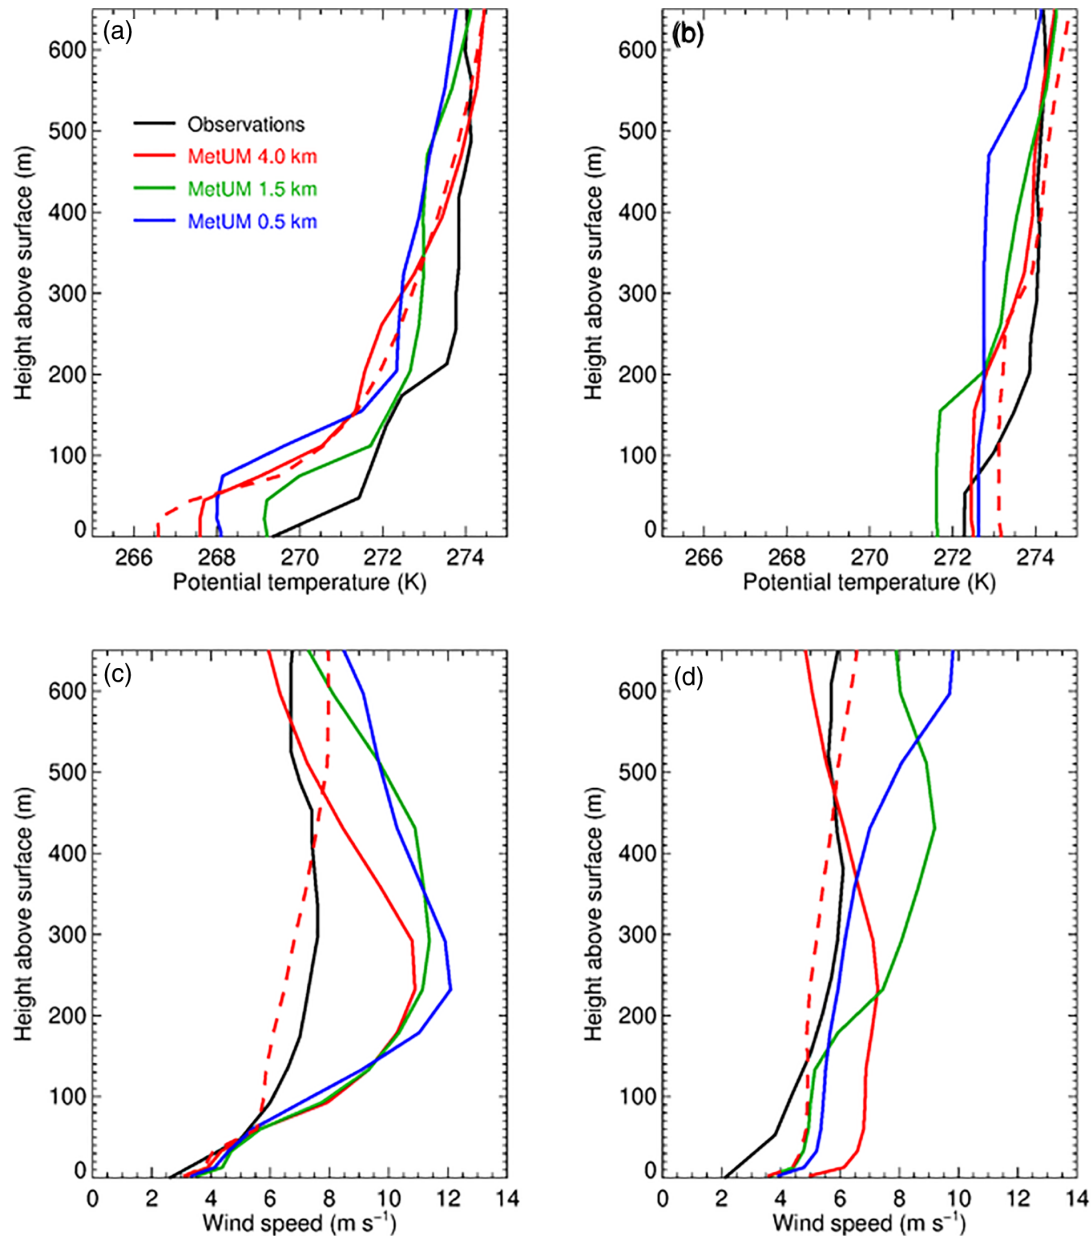 (a)
600
500
400
300
200
100
0
Height above surface (m)
Observations
MetUM 4.0 km
MetUM 1.5 km
MetUM 0.5 km
266 268 270 272 274
Potential temperature (K)
(b)
600
500
400
300
200
100
0
Height above surface (m)
266 268 270 272 274
Potential temperature (K)
(c)
600
500
400
300
200
100
0
Height above surface (m)
0 2 4 6 8 10 12 14
Wind speed (m s⁻¹)
(d)
600
500
400
300
200
100
0
Height above surface (m)
0 2 4 6 8 10 12 14
Wind speed (m s⁻¹)